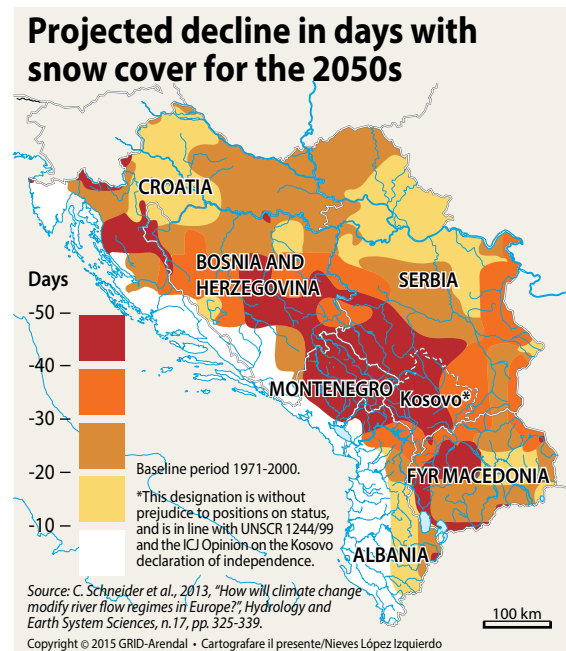 Projected decline in days with
snow cover for the 2050s
CROATIA
BOSNIA AND
HERZEGOVINA
SERBIA
Days
-50
-40
-30
-20
-10
MONTENEGRO
Kosovo*
FYR MACEDONIA
ALBANIA
Baseline period 1971-2000.
*This designation is without
prejudice to positions on status,
and is in line with UNSCR 1244/99
and the ICJ Opinion on the Kosovo
declaration of independence.
Source: C. Schneider et al., 2013, "How will climate change
modify river flow regimes in Europe?", Hydrology and
Earth System Sciences, n.17, pp. 325-339.
100 km
Copyright © 2015 GRID-Arendal • Cartografare il presente/Nieves López Izquierdo